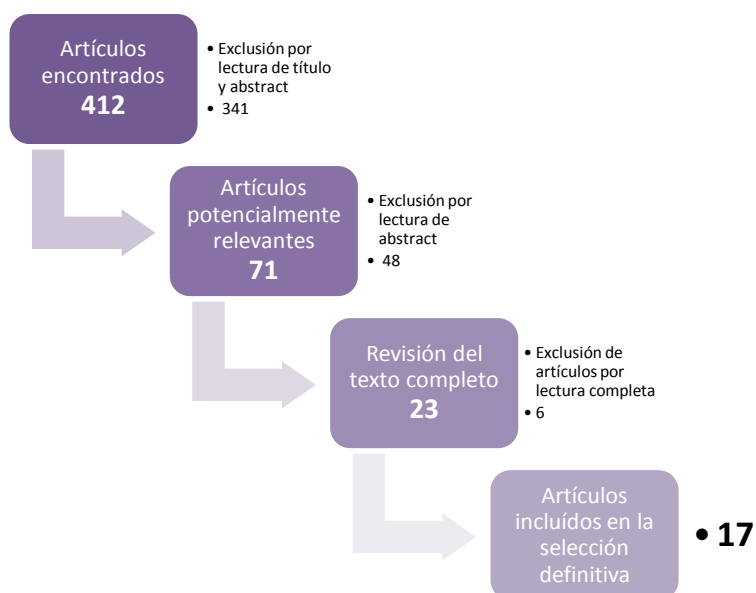 Artículos
encontrados
412
• Exclusión por
lectura de título
y abstract
• 341
Artículos
potencialmente
relevantes
71
• Exclusión por
lectura de
abstract
• 48
Revisión del
texto completo
23
• Exclusión de
artículos por
lectura completa
• 6
Artículos
incluídos en la
selección
definitiva
• 17